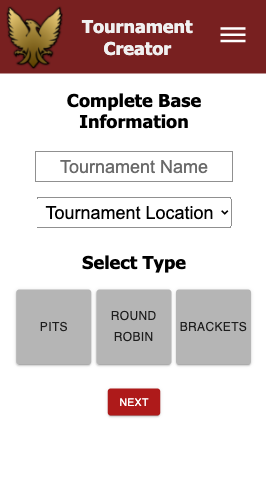 Tournament
Creator
Complete Base
Information
Tournament Name
Tournament Location
Select Type
PITS
ROUND
ROBIN
BRACKETS
NEXT